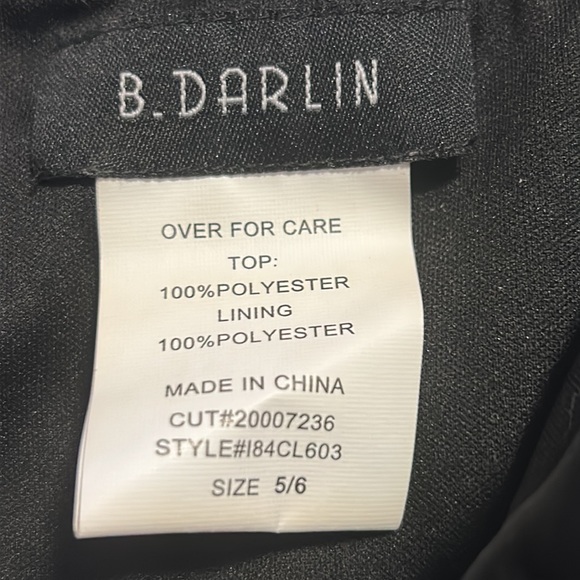 B. DARLIN
OVER FOR CARE
TOP:
100%POLYESTER
LINING
100%POLYESTER
MADE IN CHINA
CUT#20007236
STYLE#I84CL603
SIZE 5/6